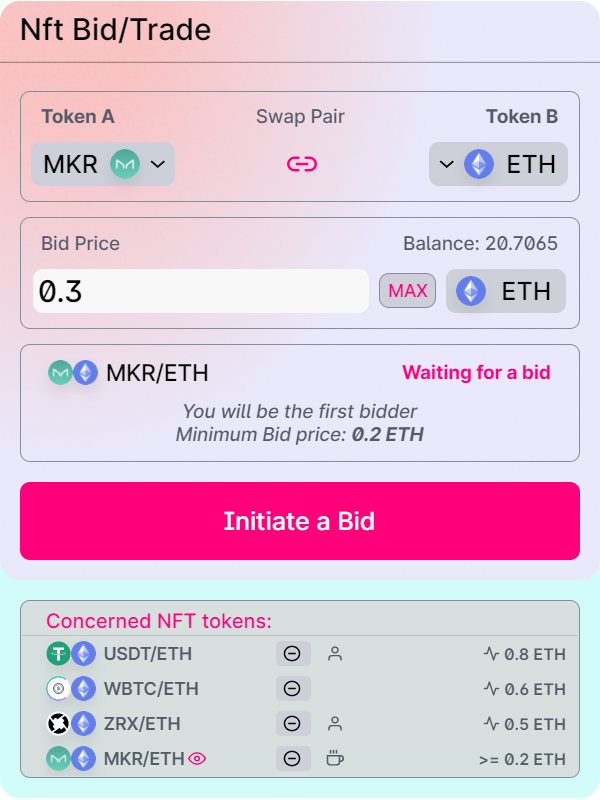 Nft Bid/Trade
Token A Swap Pair Token B
MKR ETH
Bid Price Balance: 20.7065
0.3 MAX ETH
MKR/ETH Waiting for a bid
You will be the first bidder
Minimum Bid price: 0.2 ETH
Initiate a Bid
Concerned NFT tokens:
USDT/ETH 0.8 ETH
WBTC/ETH 0.6 ETH
ZRX/ETH 0.5 ETH
MKR/ETH >= 0.2 ETH